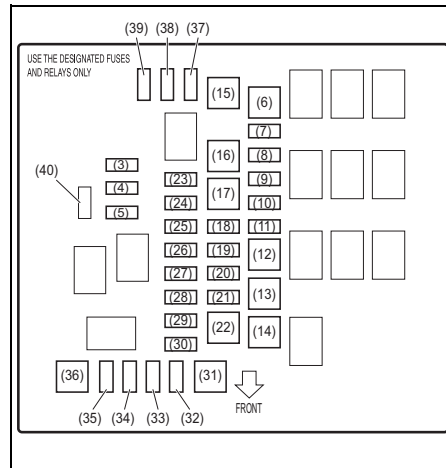 (39) (38) (37)
USE THE DESIGNATED FUSES
AND RELAYS ONLY
(15)
(6)
(7)
(16)
(8)
(40)
(3)
(23)
(17)
(9)
(4)
(24)
(10)
(5)
(25) (18) (11)
(26) (19) (12)
(27) (20)
(28) (21) (13)
(29)
(22) (14)
(30)
(36)
(31)
(35) (34) (33) (32)
FRONT